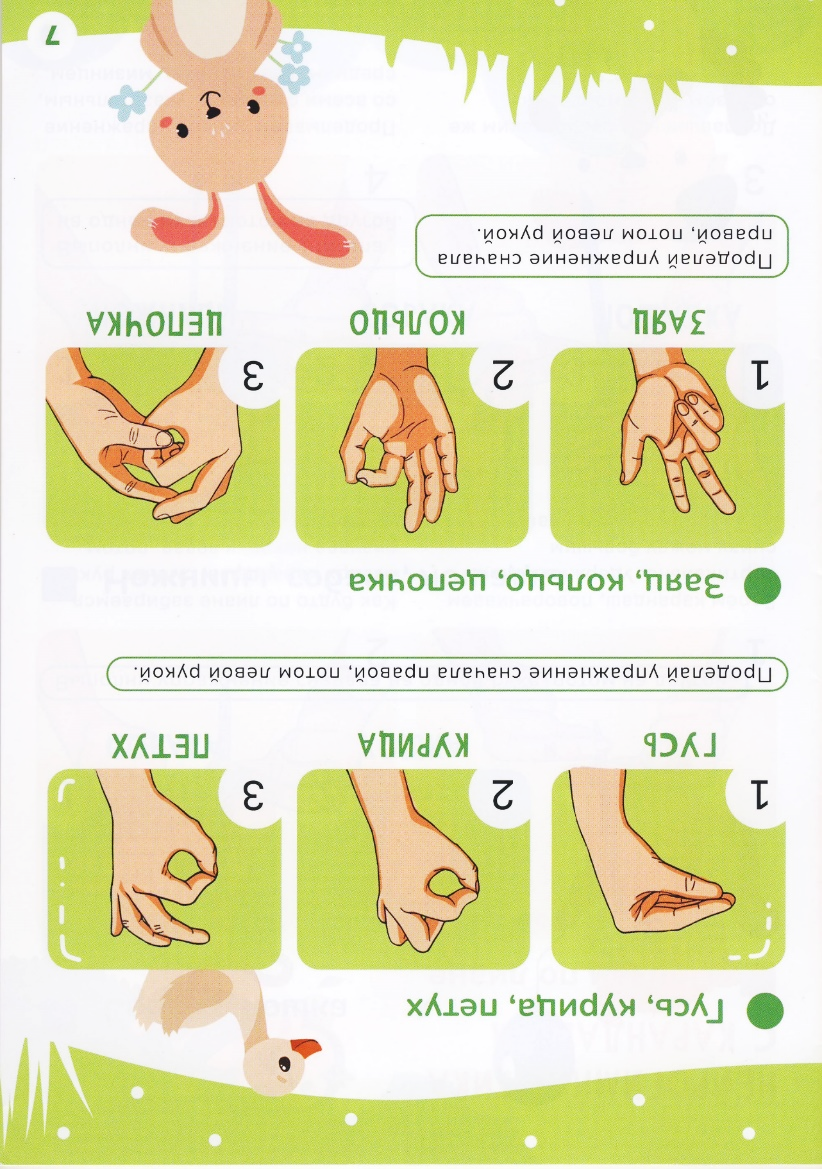 Гусь, курица, петух
1
2
3
ГУСЬ
КУРИЦА
ПЕТУХ
Проделай упражнение сначала правой, потом левой рукой.
Заяц, кольцо, цепочка
1
2
3
ЗАЯЦ
КОЛЬЦО
ЦЕПОЧКА
Проделай упражнение сначала
правой, потом левой рукой.
7